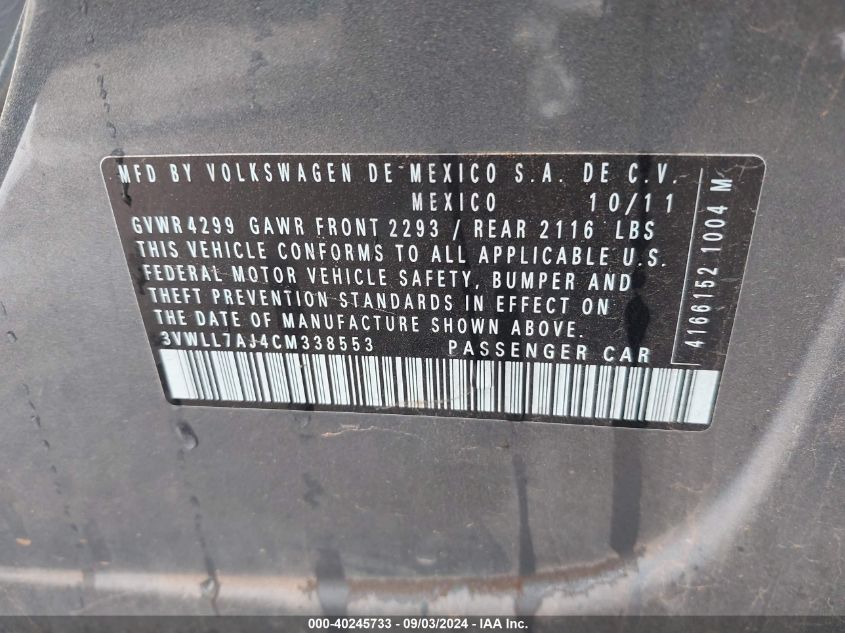 MFD BY VOLKSWAGEN DE MEXICO S.A. DE C.V.
MEXICO 10/11
GVWR 4299 GAWR FRONT 2293 / REAR 2116 LBS
THIS VEHICLE CONFORMS TO ALL APPLICABLE U.S.
FEDERAL MOTOR VEHICLE SAFETY, BUMPER AND
THEFT PREVENTION STANDARDS IN EFFECT ON
THE DATE OF MANUFACTURE SHOWN ABOVE.
3VWLL7AJ4CM338553 PASSENGER CAR
4166152 1004 M
000-40245733 - 09/03/2024 - IAA Inc.